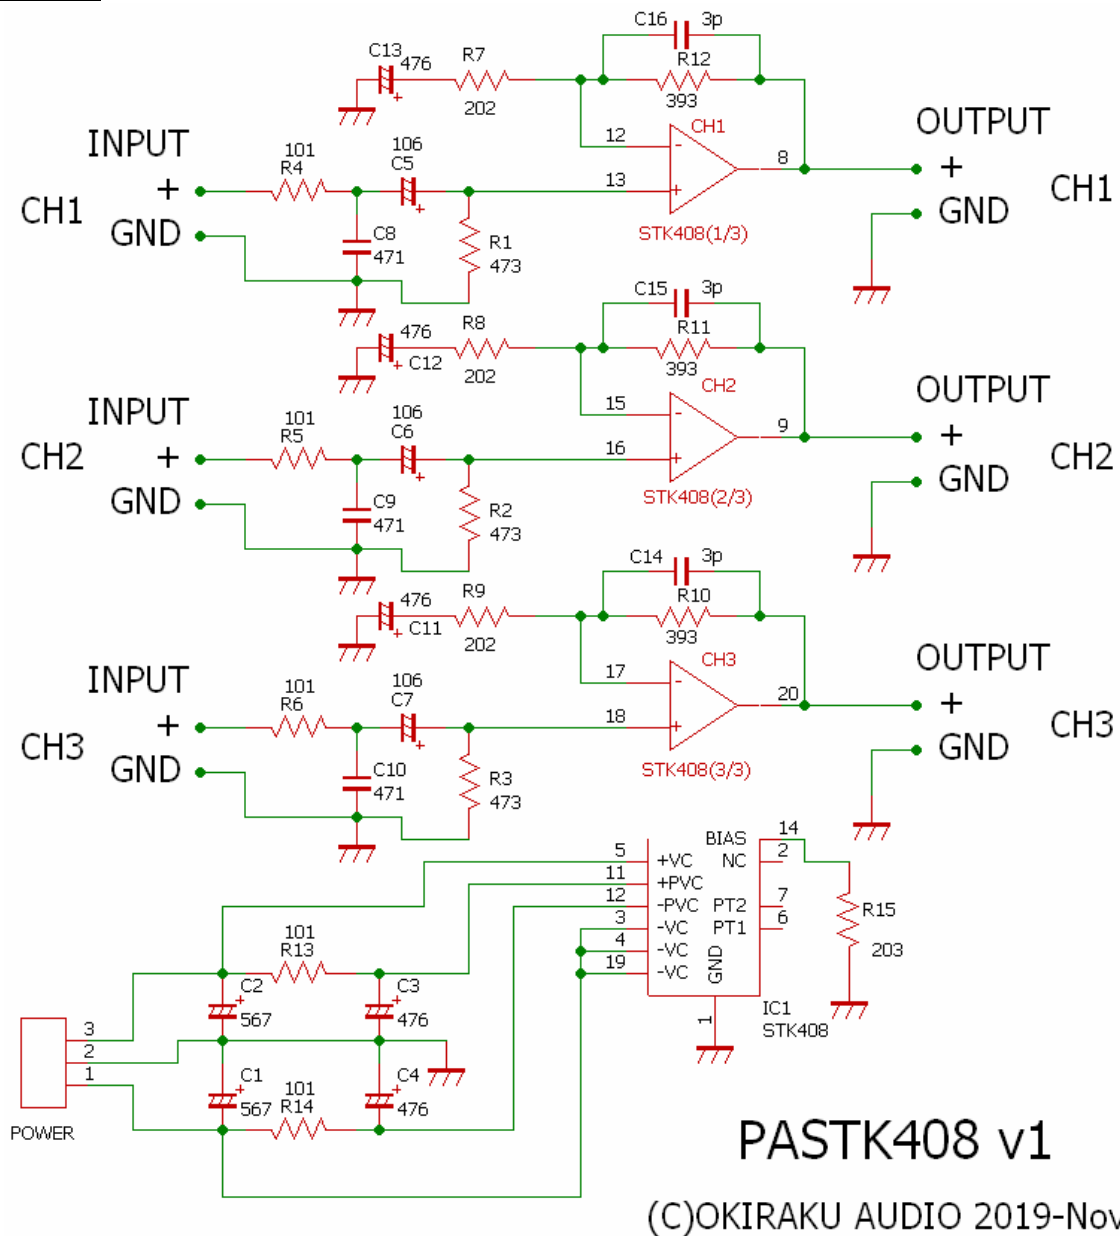 C16 3p
C13 476 R7 R12
202 393
INPUT 12 CH1 OUTPUT
101 106 8
+ R4 C5 13 - + +
CH1 CH1
GND C8 R1 STK408(1/3) GND
471 473
C15 3p
476 R8 R11
C12 202 393
INPUT 15 CH2 OUTPUT
101 106 9
+ R5 C6 16 - + +
CH2 CH2
GND C9 R2 STK408(2/3) GND
471 473
C14 3p
476 R9 R10
C11 202 393
INPUT 17 CH3 OUTPUT
101 106 20
+ R6 C7 18 - + +
CH3 CH3
GND C10 R3 STK408(3/3) GND
471 473
BIAS 14
5 +VC NC 2
11 +PVC
12 -PVC PT2 7
3 -VC PT1 6
4 -VC
19 -VC
GND
1
R15
203
IC1
STK408
101
R13
C2 + C3 +
567 476
3
2
1
C1 + C4 +
567 476
101
R14
POWER
PASTK408 v1
(C)OKIRAKU AUDIO 2019-Nov